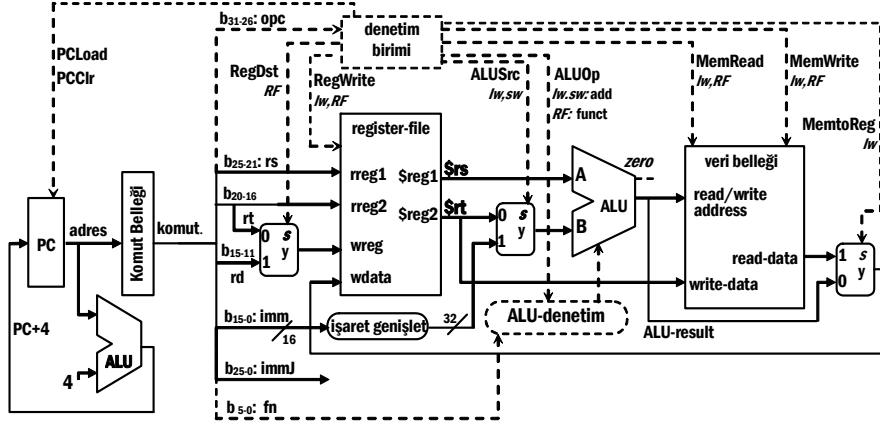 b31-26: opc
denetim
birimi
PCLoad
PCClr
RegDst
RF
RegWrite
lw,RF
ALUSrc
lw,sw
ALUOp
lw.sw: add
RF: funct
MemRead
lw,RF
MemWrite
lw,RF
MemtoReg
lw
register-file
b25-21: rs
rreg1
$reg1
$rs
b20-16
rreg2
$reg2
$rt
rt
0
1
s
y
wreg
b15-11
rd
wdata
0
1
s
y
A
B
ALU
zero
veri belleği
read/write
address
read-data
write-data
1
0
s
y
PC
adres
Komut Belleği
komut.
PC+4
ALU
4
b15-0: imm
16
işaret genişlet
32
ALU-denetim
ALU-result
b25-0: immJ
b 5-0: fn